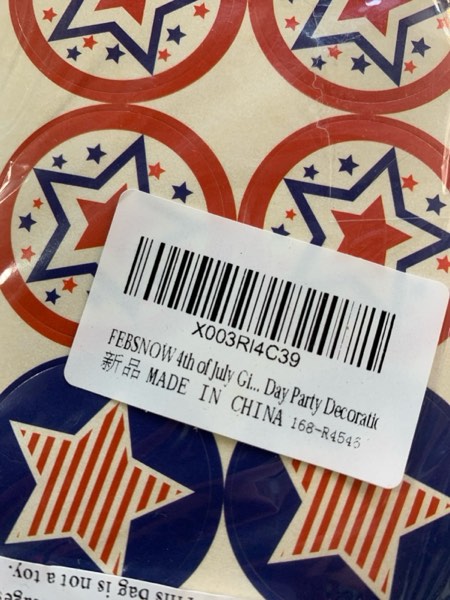 X003RI4C39
FEBSNOW 4th of July Gi... Day Party Decoratic
新品 MADE IN CHINA 168-R4545
This bag is not a toy.